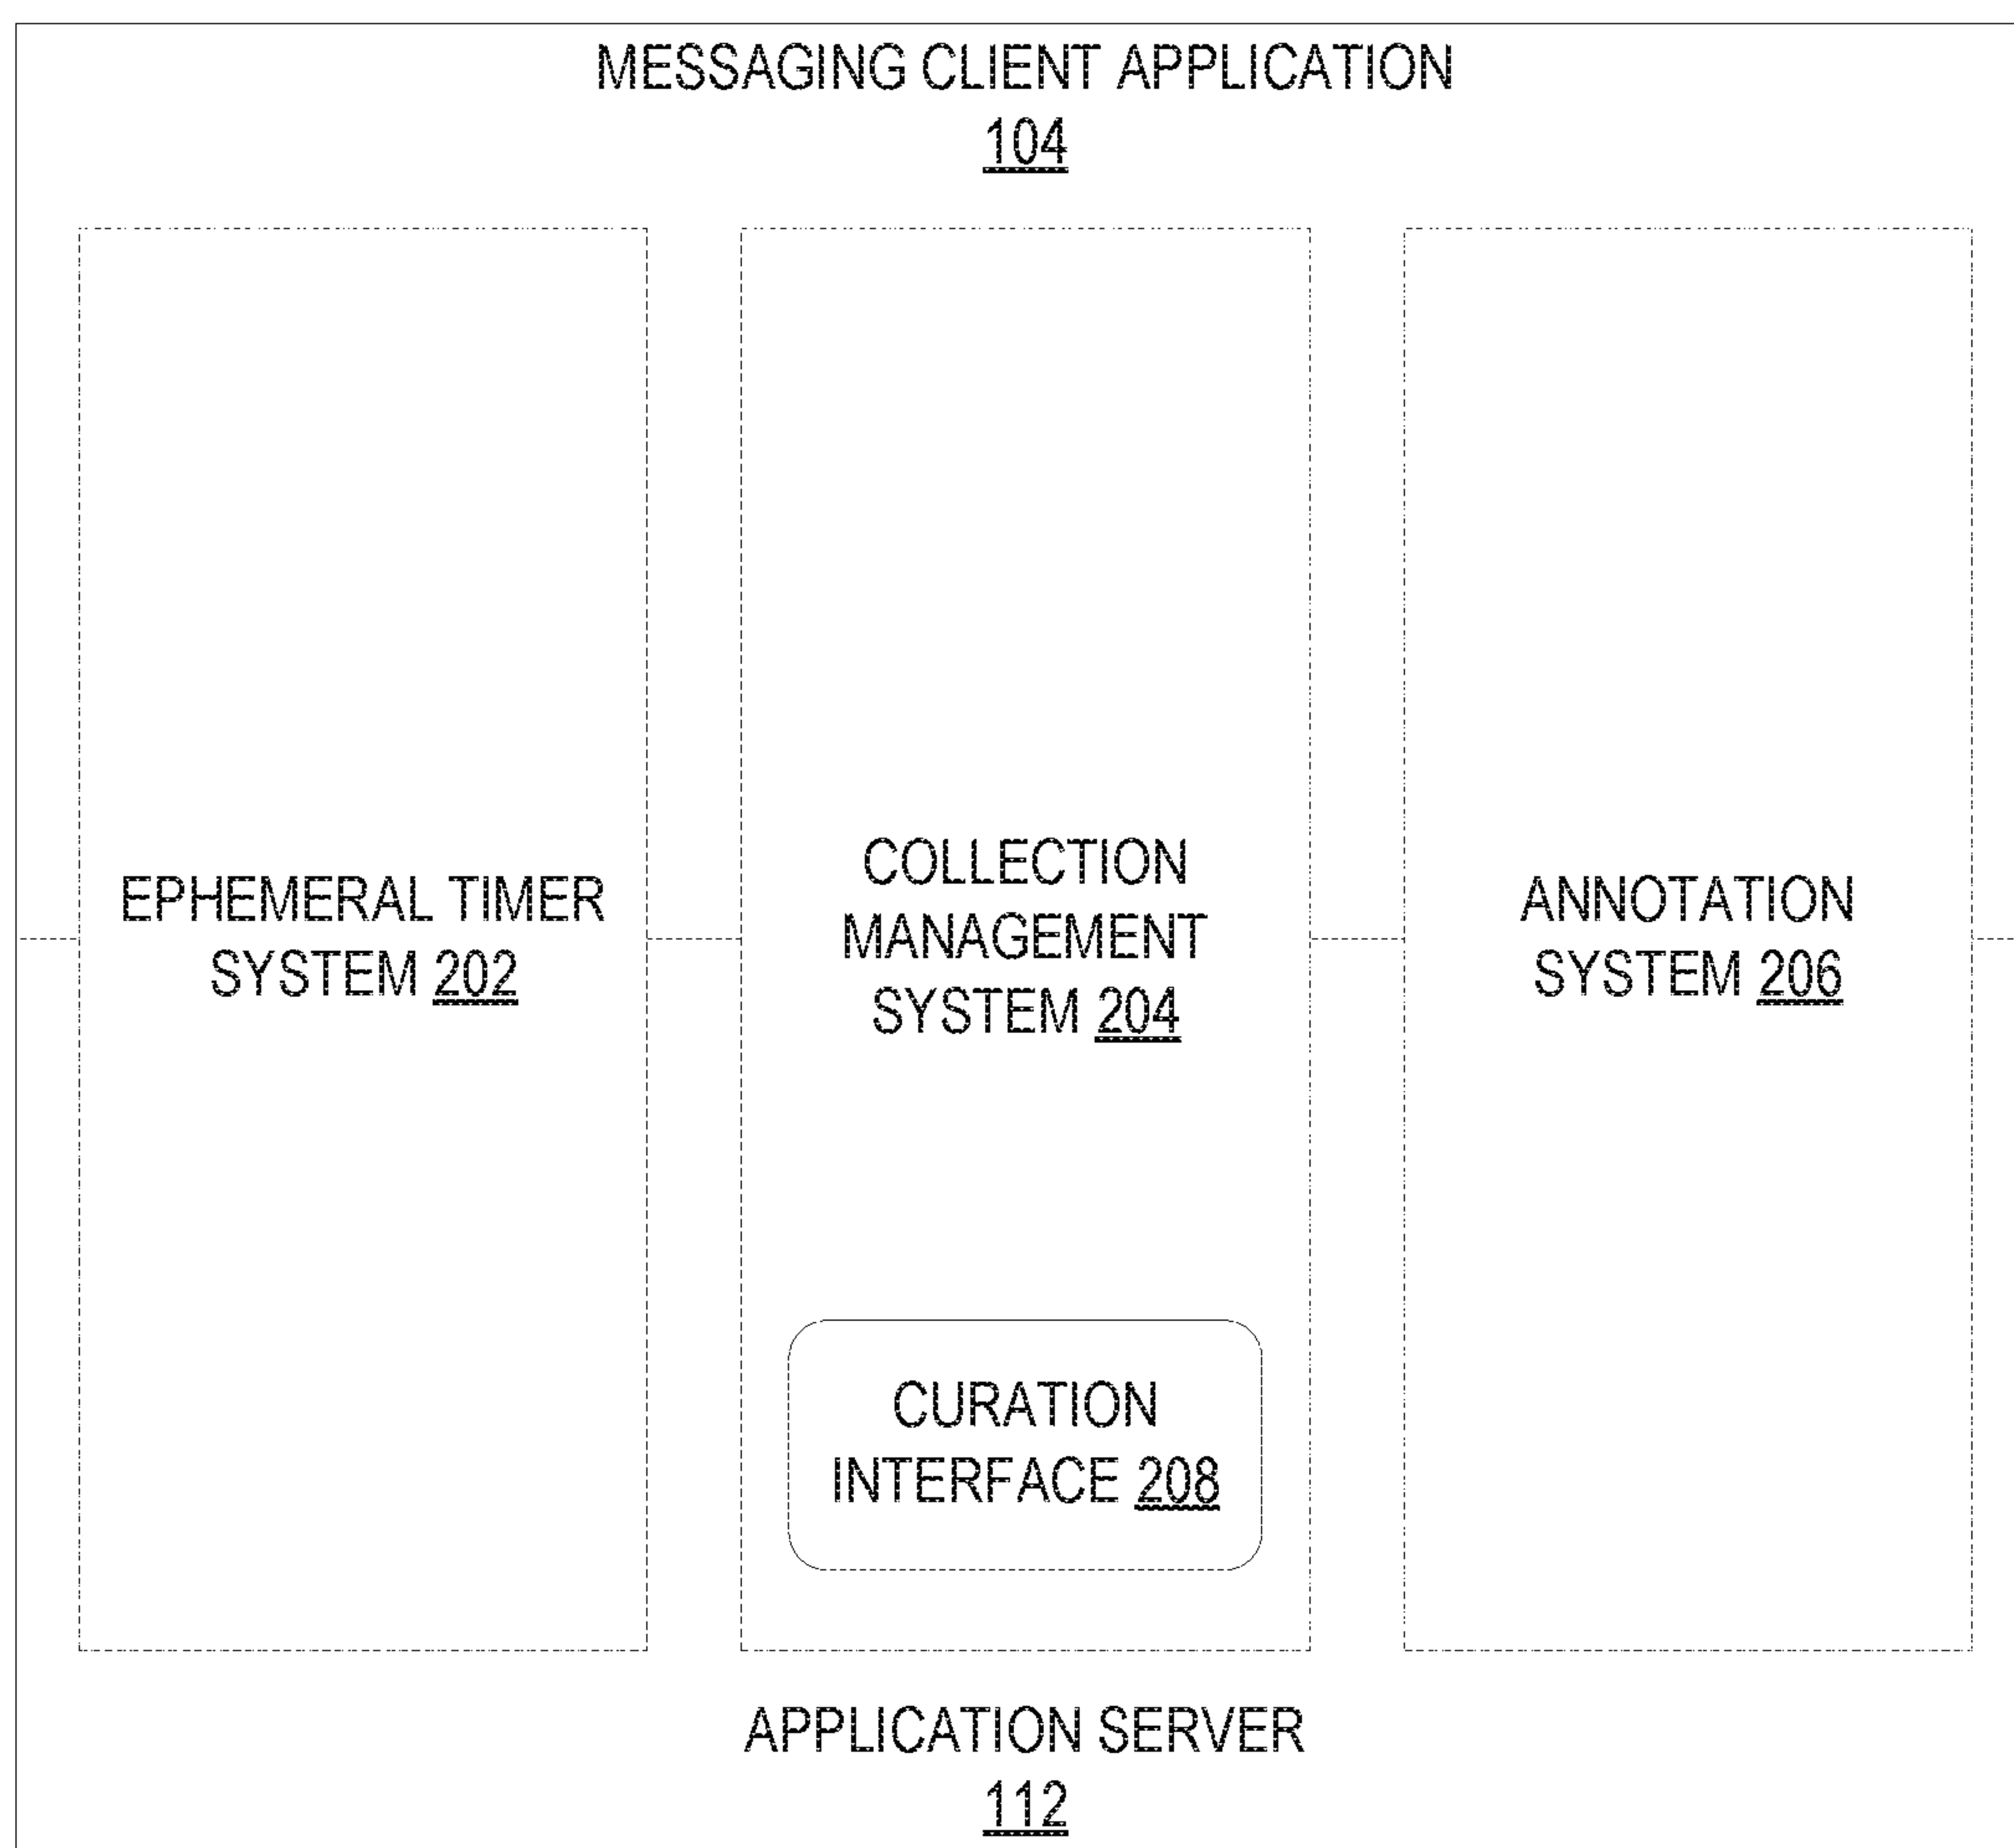 MESSAGING CLIENT APPLICATION
104
EPHEMERAL TIMER
SYSTEM 202
COLLECTION
MANAGEMENT
SYSTEM 204
CURATION
INTERFACE 208
ANNOTATION
SYSTEM 206
APPLICATION SERVER
112